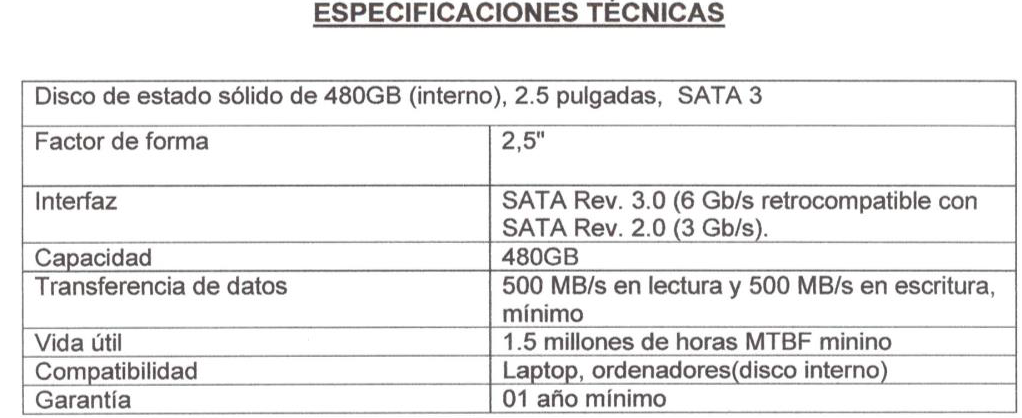 ESPECIFICACIONES TÉCNICAS
Disco de estado sólido de 480GB (interno), 2.5 pulgadas, SATA 3
Factor de forma
2,5"
Interfaz
SATA Rev. 3.0 (6 Gb/s retrocompatible con
SATA Rev. 2.0 (3 Gb/s).
Capacidad
480GB
Transferencia de datos
500 MB/s en lectura y 500 MB/s en escritura,
mínimo
Vida útil
1.5 millones de horas MTBF minino
Compatibilidad
Laptop, ordenadores(disco interno)
Garantía
01 año mínimo